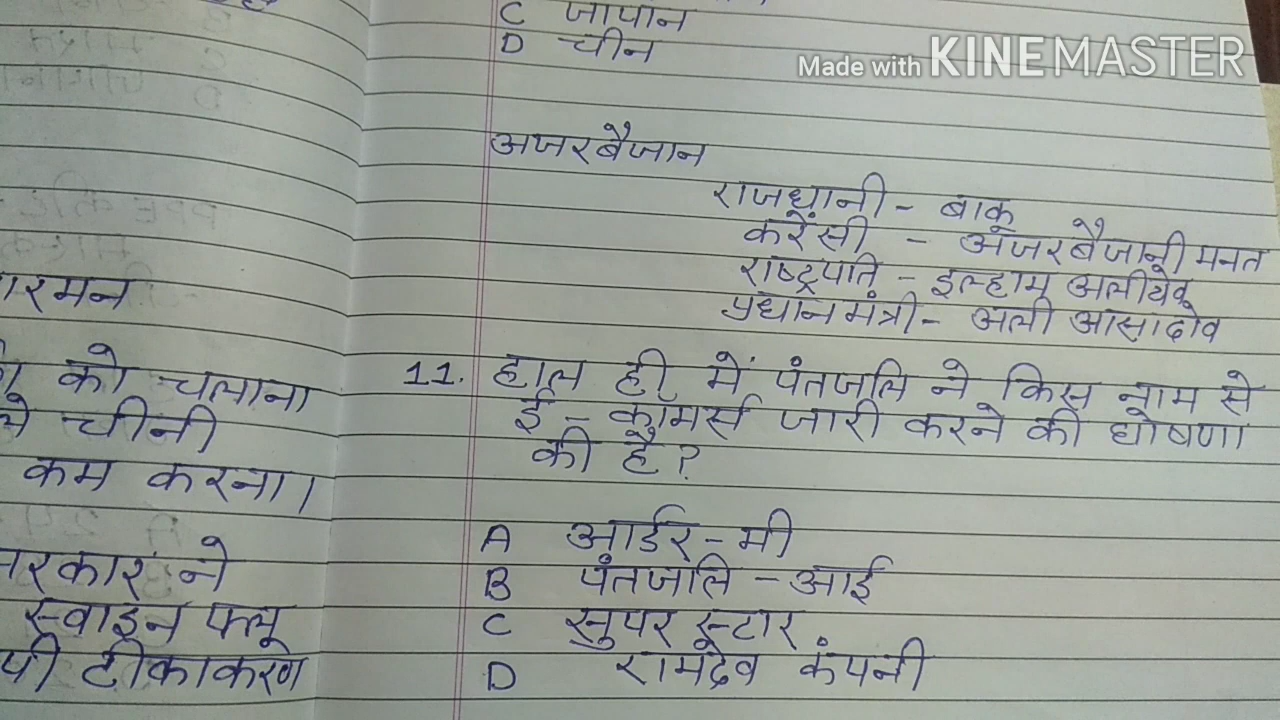 C जापान
D चीन
Made with KINEMASTER
अजरबैजान
राजधानी - बाकू
करेंसी - अजरबैजानी मनत
राष्ट्रपति - इल्हाम अलीयेव
प्रधानमंत्री - अली आसादोव
रमन
को चलाना
चीनी
कम करना।
ने
स्वाइन फ्लू
पी टीकाकरण
11. हाल ही में पंतजलि ने किस नाम से
ई - कॉमर्स जारी करने की घोषणा
की है?
A आर्डर - मी
B पंतजलि - आई
C सुपर स्टार
D रामदेव कंपनी